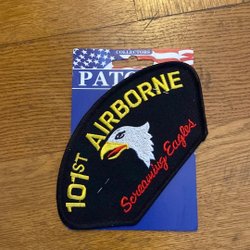 COLLECTORS
PATC
101ST AIRBORNE
Screaming Eagles